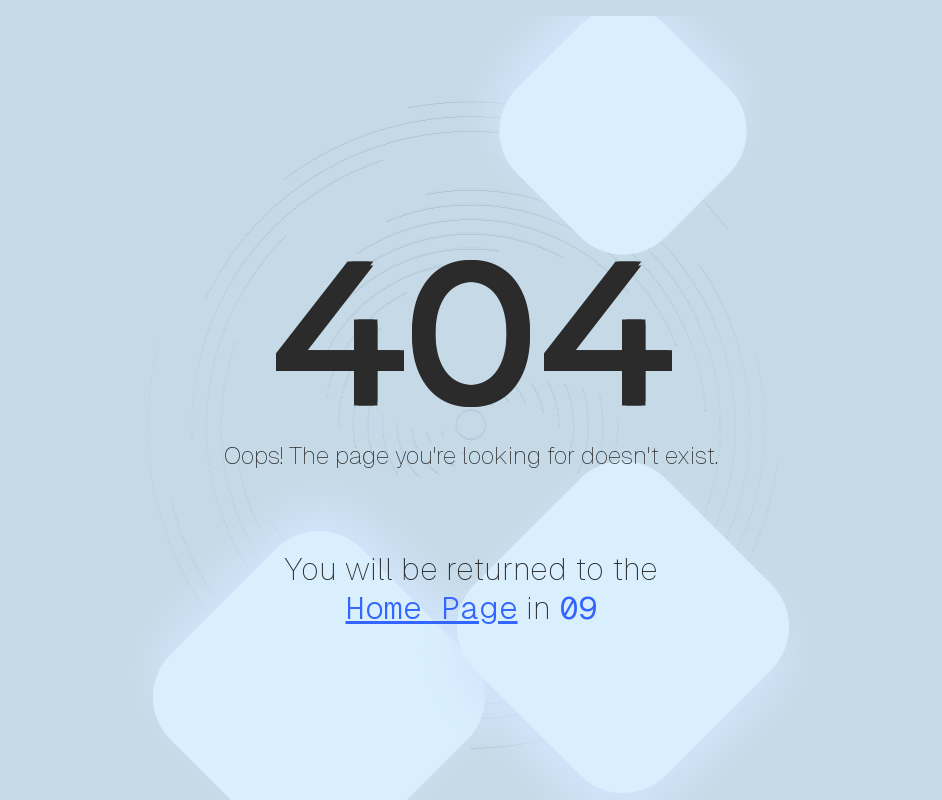 404
Oops! The page you're looking for doesn't exist.
You will be returned to the
Home Page in 09